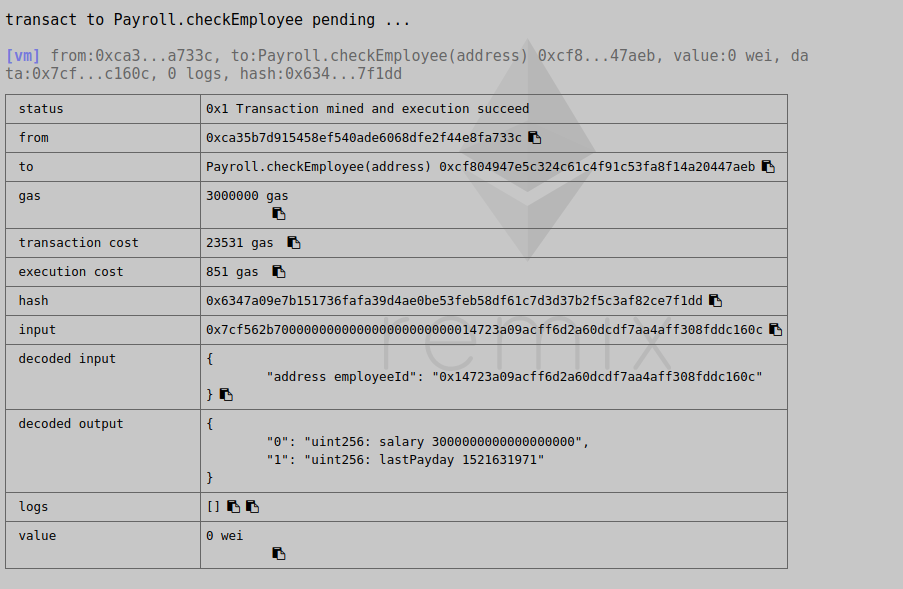 transact to Payroll.checkEmployee pending ...
[vm] from:0xca3...a733c, to:Payroll.checkEmployee(address) 0xcf8...47aeb, value:0 wei, da
ta:0x7cf...c160c, 0 logs, hash:0x634...7f1dd
status 0x1 Transaction mined and execution succeed
from 0xca35b7d915458ef540ade6068dfe2f44e8fa733c
to Payroll.checkEmployee(address) 0xcf804947e5c324c61c4f91c53fa8f14a20447aeb
gas 3000000 gas
transaction cost 23531 gas
execution cost 851 gas
hash 0x6347a09e7b151736fafa39d4ae0be53feb58df61c7d3d37b2f5c3af82ce7f1dd
input 0x7cf562b700000000000000000000000014723a09acff6d2a60dcdf7aa4aff308fddc160c
decoded input {
"address employeeId": "0x14723a09acff6d2a60dcdf7aa4aff308fddc160c"
}
decoded output {
"0": "uint256: salary 3000000000000000000",
"1": "uint256: lastPayday 1521631971"
}
logs []
value 0 wei
remix